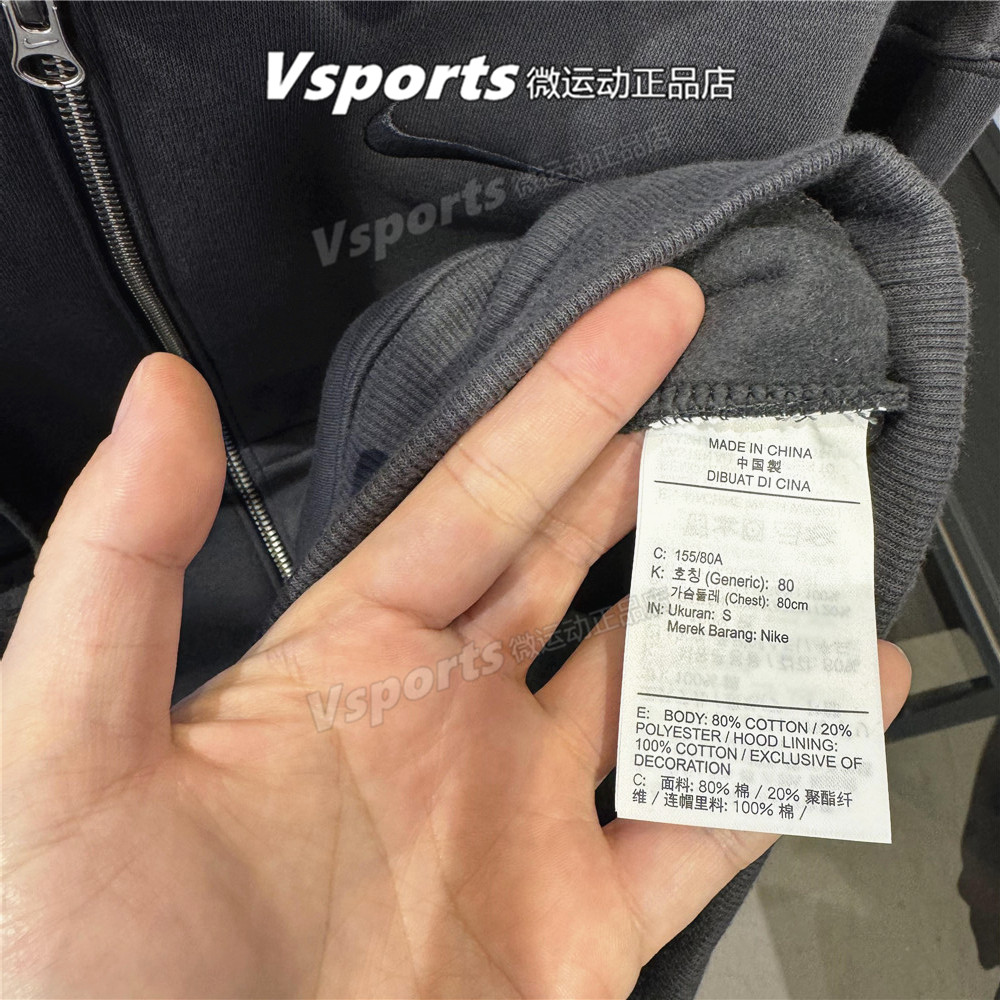 Vsports 微运动正品店
Vsports 微运动正品店
MADE IN CHINA
中国製
DIBUAT DI CINA
C: 155/80A
K: 호칭 (Generic): 80
가슴둘레 (Chest): 80cm
IN: Ukuran: S
Merek Barang: Nike
Vsports 微运动正品店
E: BODY: 80% COTTON / 20%
POLYESTER / HOOD LINING:
100% COTTON / EXCLUSIVE OF
DECORATION
C: 面料: 80% 棉 / 20% 聚酯纤
维 / 连帽里料: 100% 棉 /